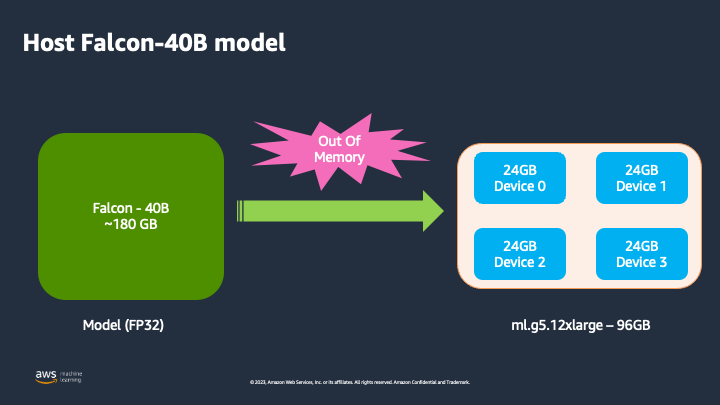 Host Falcon-40B model
Out Of
Memory
Falcon - 40B
~180 GB
24GB
Device 0
24GB
Device 1
24GB
Device 2
24GB
Device 3
Model (FP32)
ml.g5.12xlarge – 96GB
aws machine
learning
© 2023, Amazon Web Services, Inc. or its affiliates. All rights reserved. Amazon Confidential and Trademark.